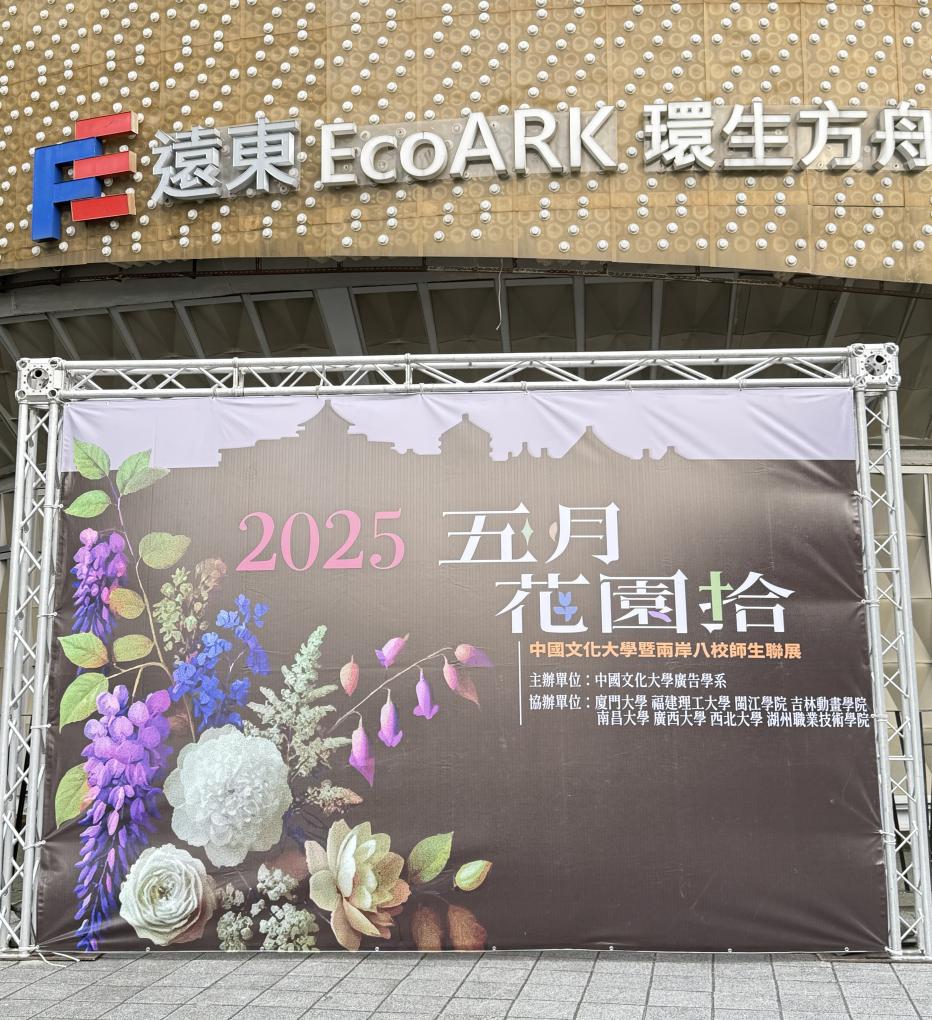 FE 遠東 EcoARK 環生方舟
2025 五月
花園拾
中國文化大學暨兩岸八校師生聯展
主辦單位：中國文化大學廣告學系
協辦單位：廈門大學 福建理工大學 閩江學院 吉林動畫學院
南昌大學 廣西大學 西北大學 湖州職業技術學院